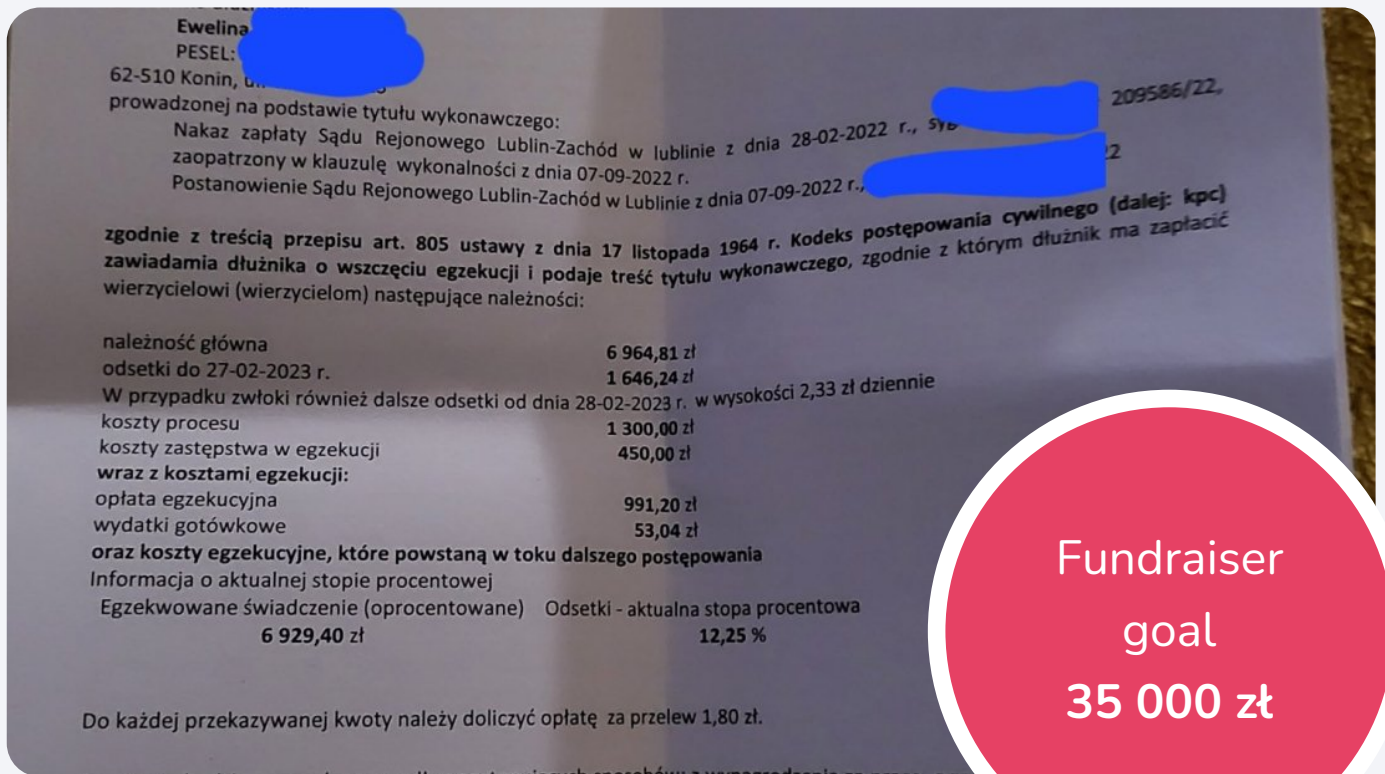 Ewelina
PESEL:
62-510 Konin,
prowadzonej na podstawie tytułu wykonawczego:
Nakaz zapłaty Sądu Rejonowego Lublin-Zachód w lublinie z dnia 28-02-2022 r., 209586/22,
zaopatrzony w klauzulę wykonalności z dnia 07-09-2022 r.
Postanowienie Sądu Rejonowego Lublin-Zachód w Lublinie z dnia 07-09-2022 r.,
zgodnie z treścią przepisu art. 805 ustawy z dnia 17 listopada 1964 r. Kodeks postępowania cywilnego (dalej: kpc)
zawiadamia dłużnika o wszczęciu egzekucji i podaje treść tytułu wykonawczego, zgodnie z którym dłużnik ma zapłacić
wierzycielowi (wierzycielom) następujące należności:
należność główna 6 964,81 zł
odsetki do 27-02-2023 r. 1 646,24 zł
W przypadku zwłoki również dalsze odsetki od dnia 28-02-2023 r. w wysokości 2,33 zł dziennie
koszty procesu 1 300,00 zł
koszty zastępstwa w egzekucji 450,00 zł
wraz z kosztami egzekucji:
opłata egzekucyjna 991,20 zł
wydatki gotówkowe 53,04 zł
oraz koszty egzekucyjne, które powstaną w toku dalszego postępowania
Informacja o aktualnej stopie procentowej
Egzekwowane świadczenie (oprocentowane) Odsetki - aktualna stopa procentowa
6 929,40 zł 12,25 %
Do każdej przekazywanej kwoty należy doliczyć opłatę za przelew 1,80 zł.
Fundraiser
goal
35 000 zł